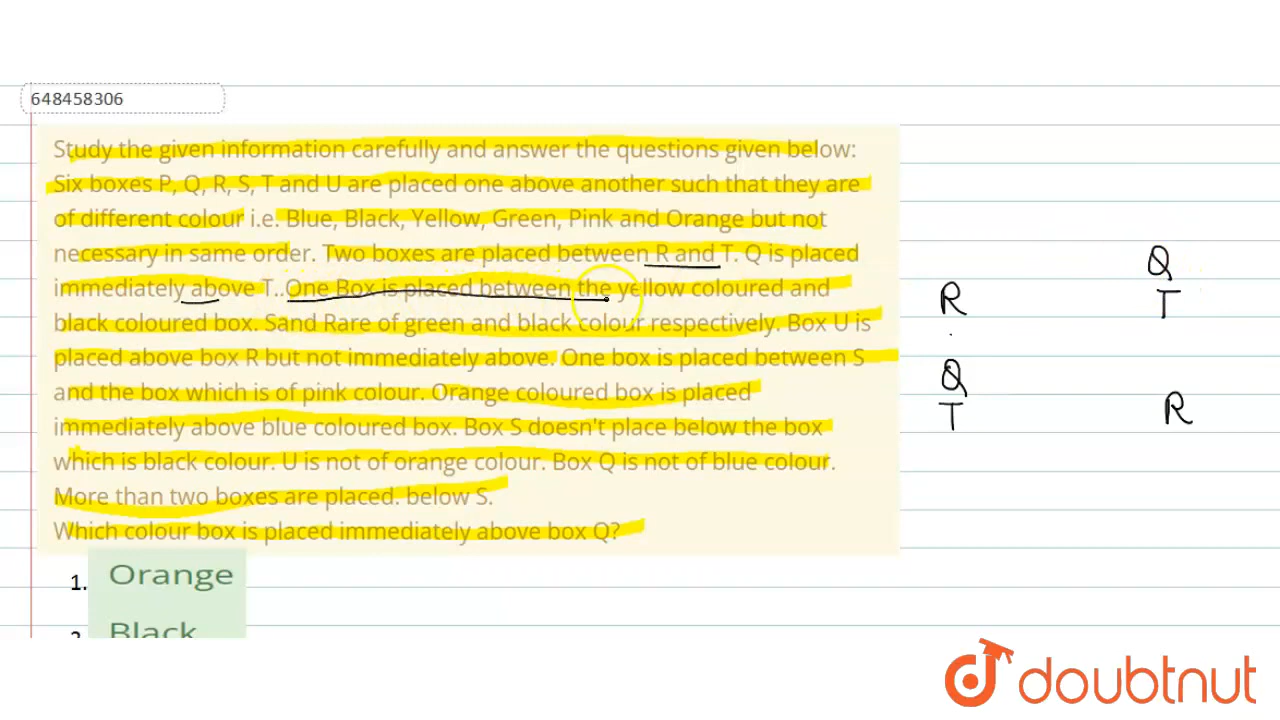 648458306
Study the given information carefully and answer the questions given below:
Six boxes P, Q, R, S, T and U are placed one above another such that they are
of different colour i.e. Blue, Black, Yellow, Green, Pink and Orange but not
necessary in same order. Two boxes are placed between R and T. Q is placed
immediately above T..One Box is placed between the yellow coloured and
black coloured box. Sand Rare of green and black colour respectively. Box U is
placed above box R but not immediately above. One box is placed between S
and the box which is of pink colour. Orange coloured box is placed
immediately above blue coloured box. Box S doesn't place below the box
which is black colour. U is not of orange colour. Box Q is not of blue colour.
More than two boxes are placed. below S.
Which colour box is placed immediately above box Q?
1. Orange
2. Black
R
Q
T
Q
T
R
doubtnut